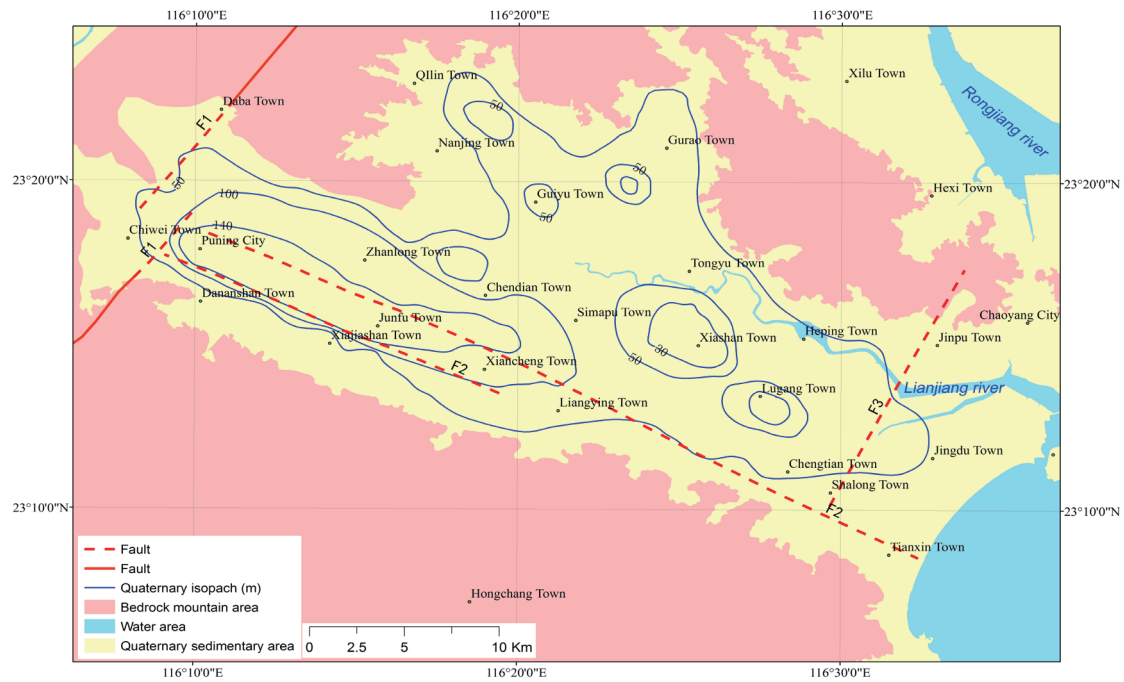 116°10'0"E 116°20'0"E 116°30'0"E
QIlin Town
Xilu Town
Daba Town
50
F1
Rongjiang river
Nanjing Town
Gurao Town
50
23°20'0"N
23°20'0"N
50
100
Hexi Town
Guiyu Town
50
140
Chiwei Town
Puning City
F1
Zhanlong Town
Tongyu Town
Dananshan Town
Chendian Town
Simapu Town
Chaoyang City
Junfu Town
Xiajiashan Town
Xiashan Town
Heping Town
Jinpu Town
30
50
Xiancheng Town
F2
Lugang Town
Lianjiang river
Liangying Town
F3
Chengtian Town
Jingdu Town
Shalong Town
23°10'0"N
23°10'0"N
F2
Tianxin Town
Hongchang Town
Fault
Fault
Quaternary isopach (m)
Bedrock mountain area
Water area
Quaternary sedimentary area
0 2.5 5 10 Km
116°10'0"E 116°20'0"E 116°30'0"E